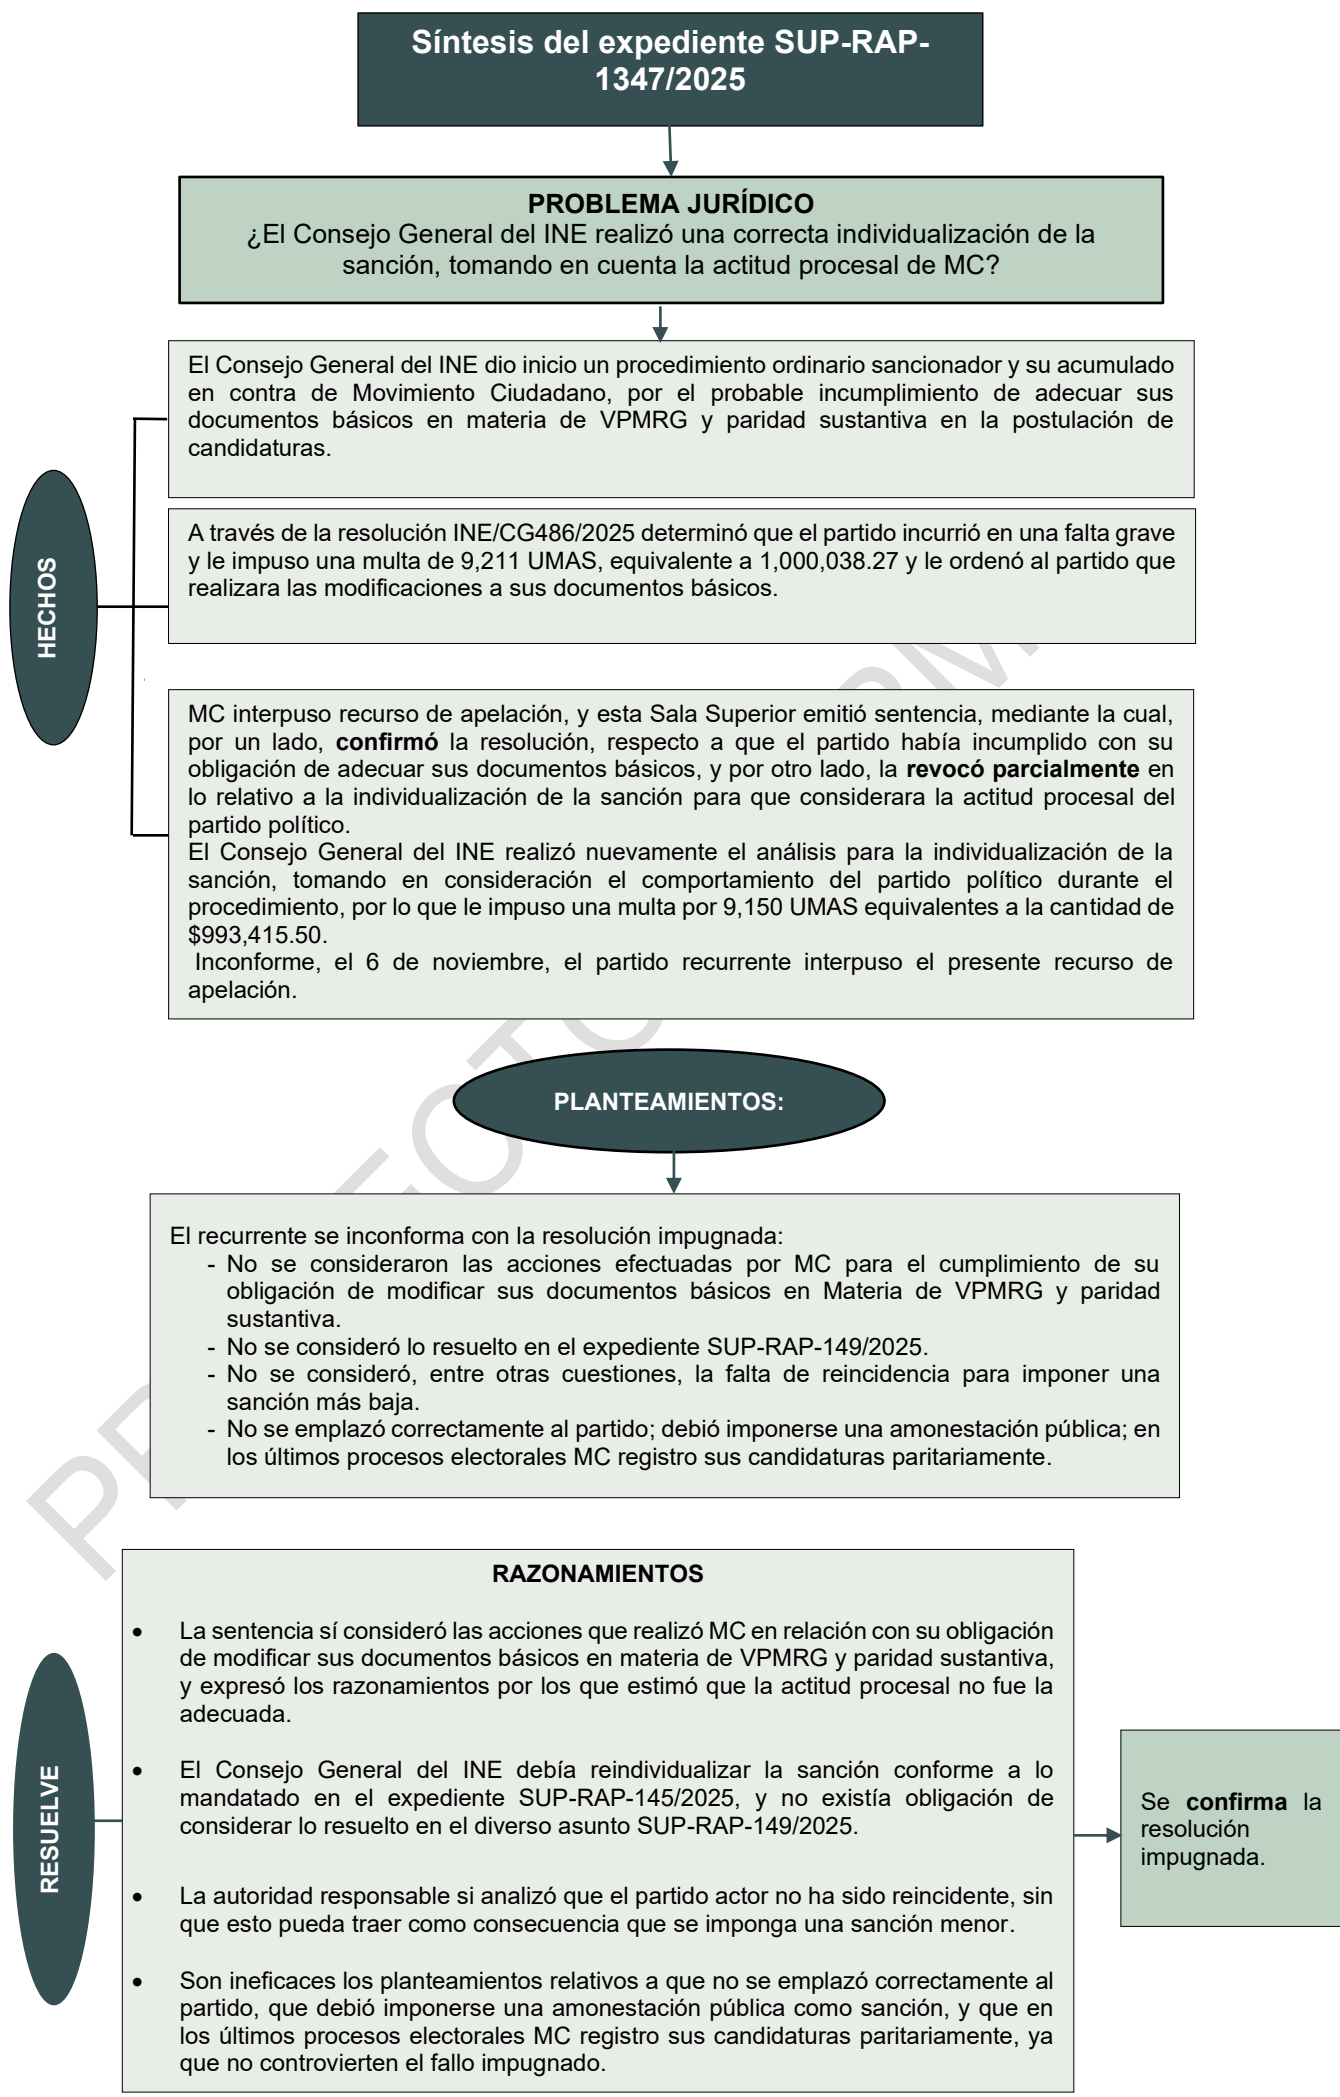 Síntesis del expediente SUP-RAP-
1347/2025
PROBLEMA JURÍDICO
¿El Consejo General del INE realizó una correcta individualización de la
sanción, tomando en cuenta la actitud procesal de MC?
HECHOS
El Consejo General del INE dio inicio un procedimiento ordinario sancionador y su acumulado
en contra de Movimiento Ciudadano, por el probable incumplimiento de adecuar sus
documentos básicos en materia de VPMRG y paridad sustantiva en la postulación de
candidaturas.
A través de la resolución INE/CG486/2025 determinó que el partido incurrió en una falta grave
y le impuso una multa de 9,211 UMAS, equivalente a 1,000,038.27 y le ordenó al partido que
realizara las modificaciones a sus documentos básicos.
MC interpuso recurso de apelación, y esta Sala Superior emitió sentencia, mediante la cual,
por un lado, confirmó la resolución, respecto a que el partido había incumplido con su
obligación de adecuar sus documentos básicos, y por otro lado, la revocó parcialmente en
lo relativo a la individualización de la sanción para que considerara la actitud procesal del
partido político.
El Consejo General del INE realizó nuevamente el análisis para la individualización de la
sanción, tomando en consideración el comportamiento del partido político durante el
procedimiento, por lo que le impuso una multa por 9,150 UMAS equivalentes a la cantidad de
$993,415.50.
Inconforme, el 6 de noviembre, el partido recurrente interpuso el presente recurso de
apelación.
PLANTEAMIENTOS:
El recurrente se inconforma con la resolución impugnada:
- No se consideraron las acciones efectuadas por MC para el cumplimiento de su
obligación de modificar sus documentos básicos en Materia de VPMRG y paridad
sustantiva.
- No se consideró lo resuelto en el expediente SUP-RAP-149/2025.
- No se consideró, entre otras cuestiones, la falta de reincidencia para imponer una
sanción más baja.
- No se emplazó correctamente al partido; debió imponerse una amonestación pública; en
los últimos procesos electorales MC registro sus candidaturas paritariamente.
RESUELVE
RAZONAMIENTOS
• La sentencia sí consideró las acciones que realizó MC en relación con su obligación
de modificar sus documentos básicos en materia de VPMRG y paridad sustantiva,
y expresó los razonamientos por los que estimó que la actitud procesal no fue la
adecuada.
• El Consejo General del INE debía reindividualizar la sanción conforme a lo
mandatado en el expediente SUP-RAP-145/2025, y no existía obligación de
considerar lo resuelto en el diverso asunto SUP-RAP-149/2025.
• La autoridad responsable si analizó que el partido actor no ha sido reincidente, sin
que esto pueda traer como consecuencia que se imponga una sanción menor.
• Son ineficaces los planteamientos relativos a que no se emplazó correctamente al
partido, que debió imponerse una amonestación pública como sanción, y que en
los últimos procesos electorales MC registro sus candidaturas paritariamente, ya
que no controvierten el fallo impugnado.
Se confirma la
resolución
impugnada.